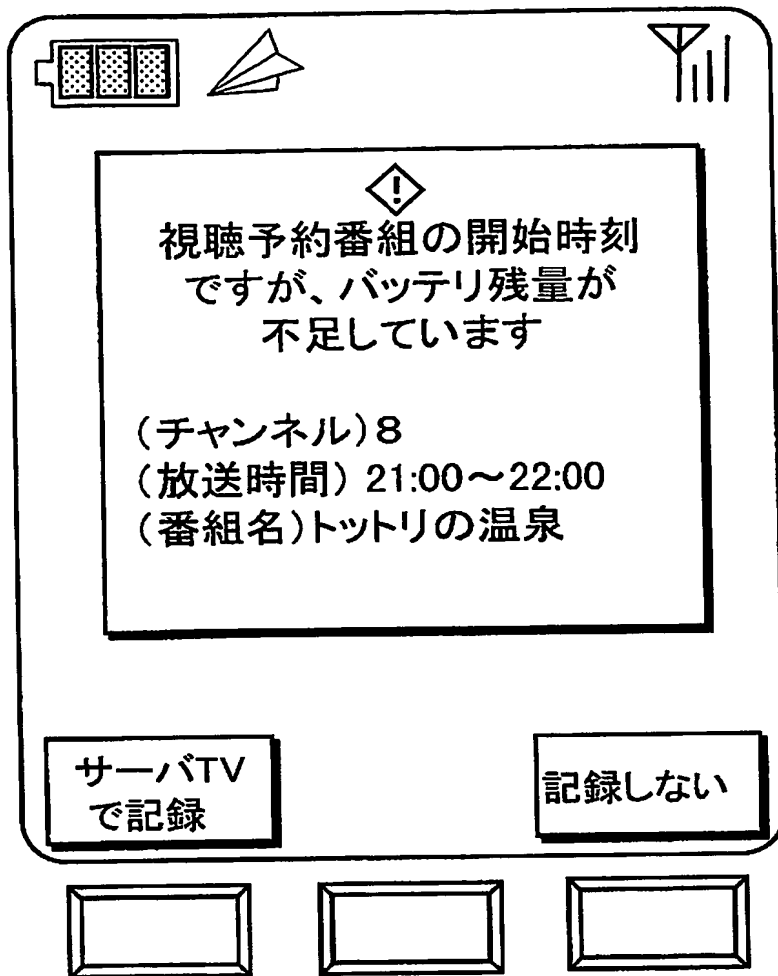 !
視聴予約番組の開始時刻
ですが、バッテリ残量が
不足しています
(チャンネル)8
(放送時間) 21:00～22:00
(番組名)トットリの温泉
サーバTV
で記録
記録しない